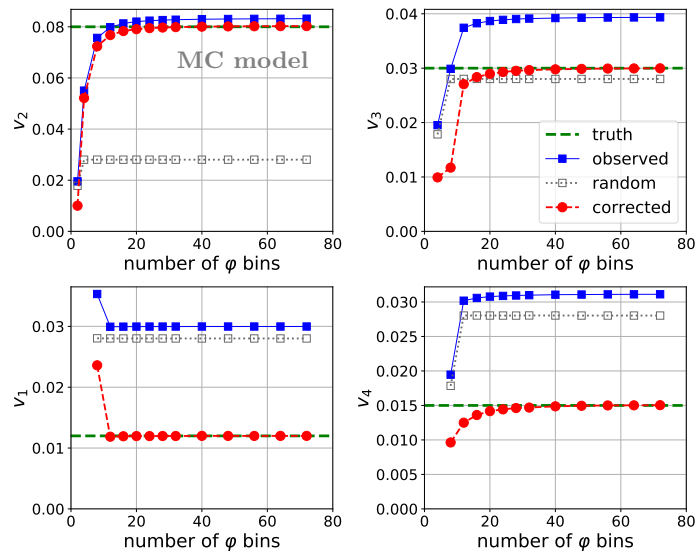 0.08
0.06
0.04
0.02
0.00
v2
MC model
0 20 40 60 80
number of φ bins
0.04
0.03
0.02
0.01
0.00
v3
truth
observed
random
corrected
0 20 40 60 80
number of φ bins
0.03
0.02
0.01
0.00
v1
0 20 40 60 80
number of φ bins
0.030
0.025
0.020
0.015
0.010
0.005
0.000
v4
0 20 40 60 80
number of φ bins